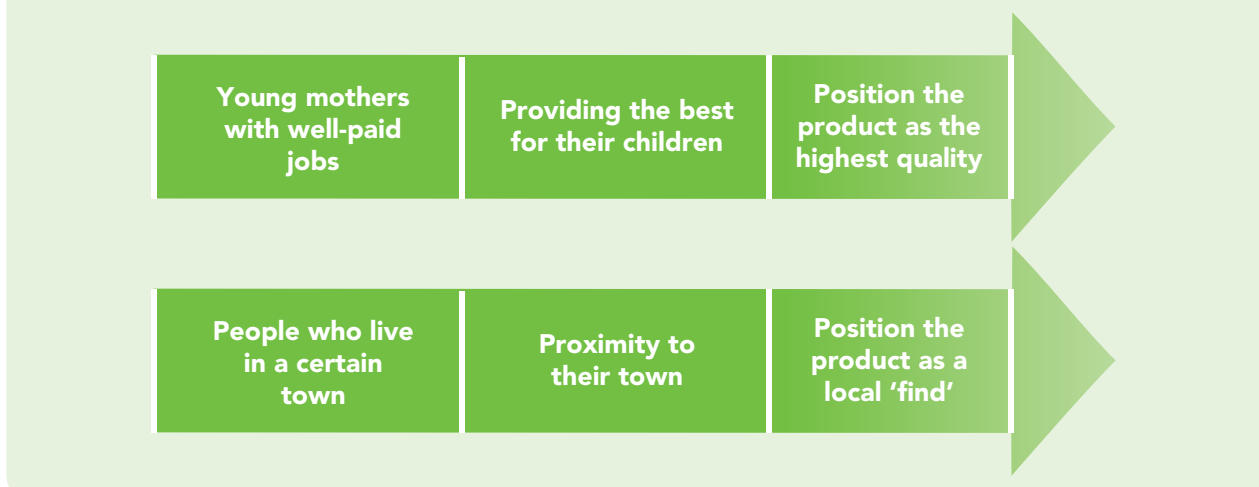 Young mothers
with well-paid
jobs
Providing the best
for their children
Position the
product as the
highest quality
People who live
in a certain
town
Proximity to
their town
Position the
product as a
local ‘find’